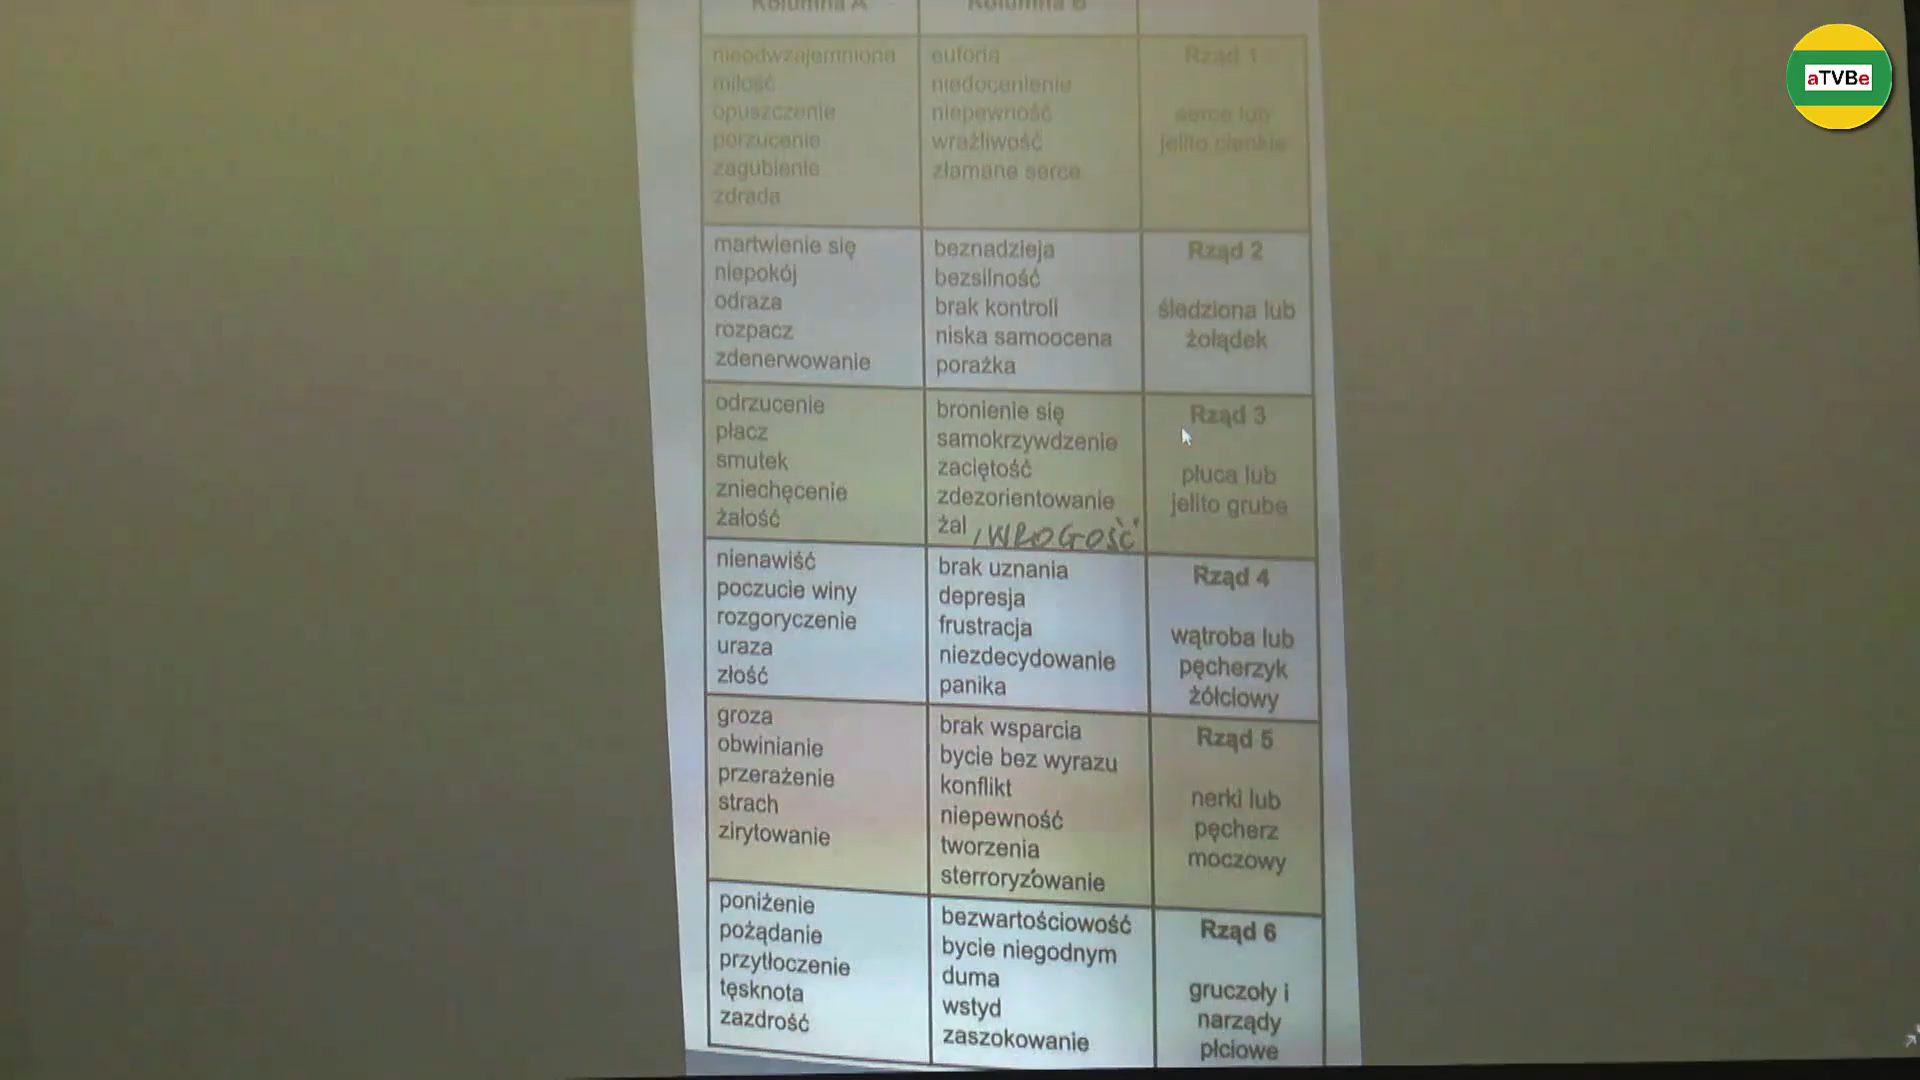 Kolumna A
Kolumna B
nieodwzajemniona
miłość
opuszczenie
porzucenie
zagubienie
zdrada
euforia
niedocenienie
niepewność
wrażliwość
złamane serce
Rząd 1
serce lub
jelito cienkie
martwienie się
niepokój
odraza
rozpacz
zdenerwowanie
beznadzieja
bezsilność
brak kontroli
niska samoocena
porażka
Rząd 2
śledziona lub
żołądek
odrzucenie
płacz
smutek
zniechęcenie
żałość
bronienie się
samokrzywdzenie
zaciętość
zdezorientowanie
żal , WROGOŚĆ
Rząd 3
płuca lub
jelito grube
nienawiść
poczucie winy
rozgoryczenie
uraza
złość
brak uznania
depresja
frustracja
niezdecydowanie
panika
Rząd 4
wątroba lub
pęcherzyk
żółciowy
groza
obwinianie
przerażenie
strach
zirytowanie
brak wsparcia
bycie bez wyrazu
konflikt
niepewność
tworzenia
sterroryzowanie
Rząd 5
nerki lub
pęcherz
moczowy
poniżenie
pożądanie
przytłoczenie
tęsknota
zazdrość
bezwartościowość
bycie niegodnym
duma
wstyd
zaszokowanie
Rząd 6
gruczoły i
narządy
płciowe
aTVBe